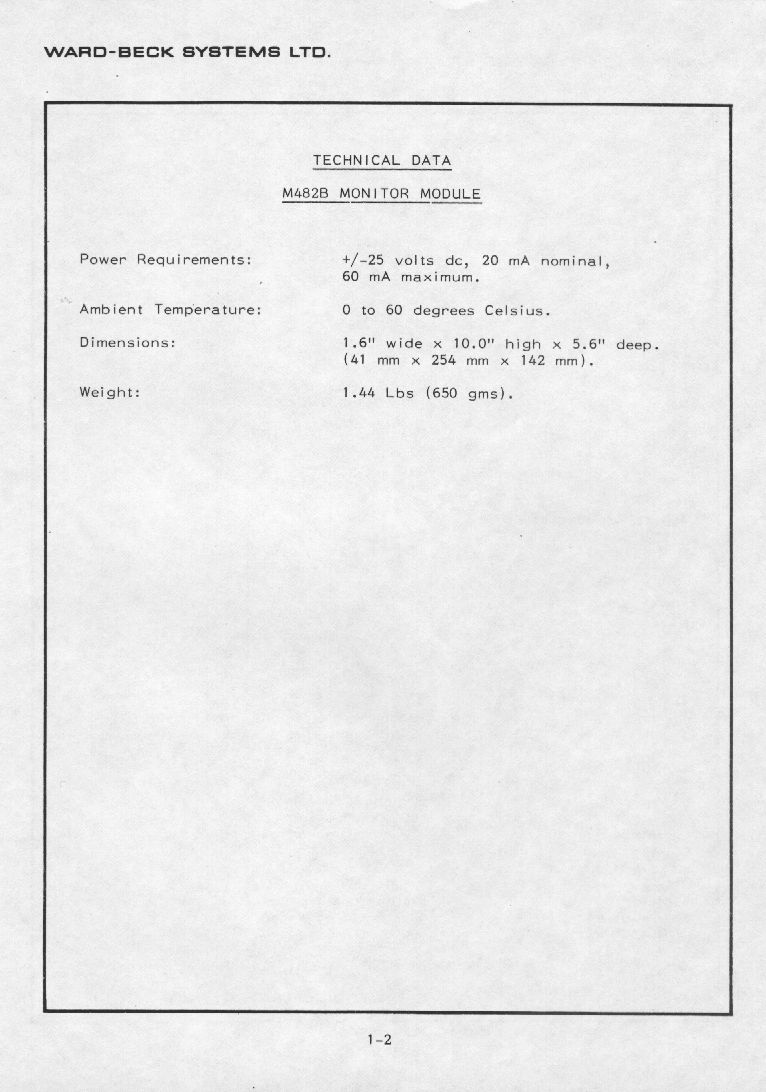 WARD-BECK SYSTEMS LTD.
TECHNICAL DATA
M482B MONITOR MODULE
Power Requirements: +/-25 volts dc, 20 mA nominal,
60 mA maximum.
Ambient Temperature: 0 to 60 degrees Celsius.
Dimensions: 1.6" wide x 10.0" high x 5.6" deep.
(41 mm x 254 mm x 142 mm).
Weight: 1.44 Lbs (650 gms).
1-2